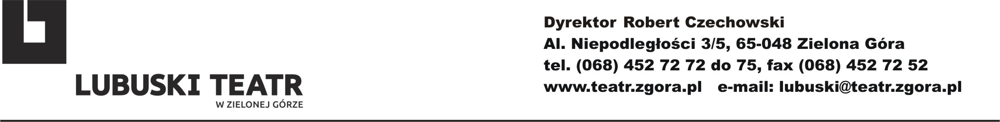 LUBUSKI TEATR
W ZIELONEJ GÓRZE
Dyrektor Robert Czechowski
Al. Niepodległości 3/5, 65-048 Zielona Góra
tel. (068) 452 72 72 do 75, fax (068) 452 72 52
www.teatr.zgora.pl e-mail: lubuski@teatr.zgora.pl